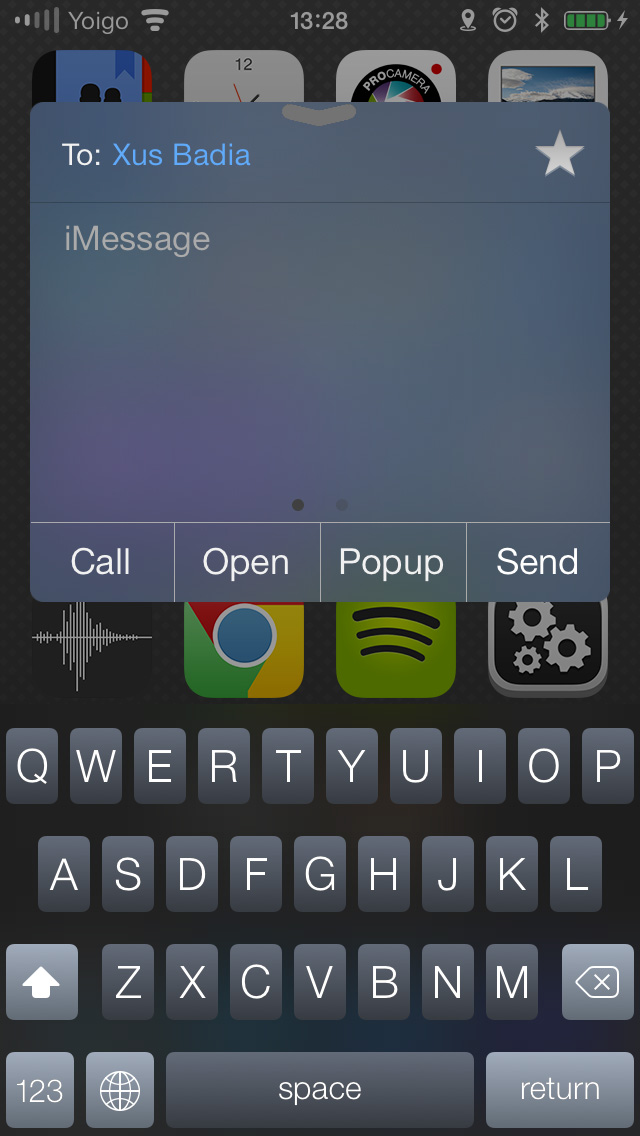 Yoigo 13:28
12
PROCAMERA
To: Xus Badia
iMessage
Call Open Popup Send
Q W E R T Y U I O P
A S D F G H J K L
Z X C V B N M
123 space return